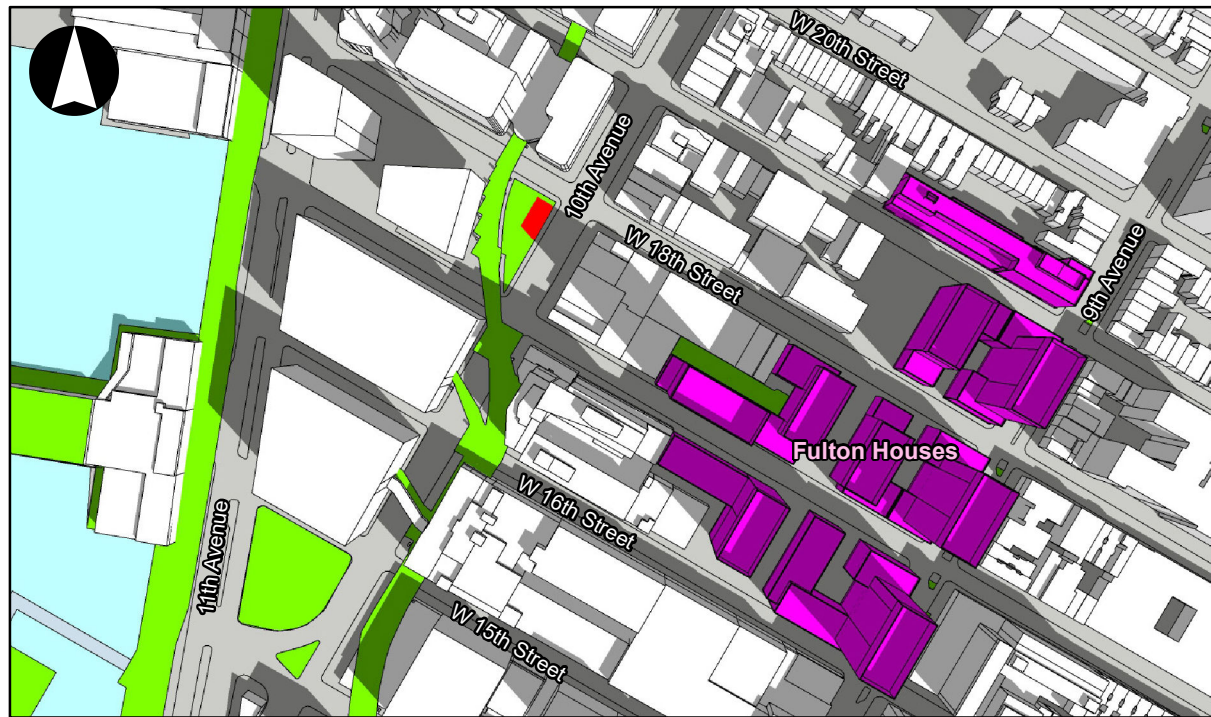 W 20th Street
10th Avenue
W 18th Street
9th Avenue
Fulton Houses
W 16th Street
11th Avenue
W 15th Street